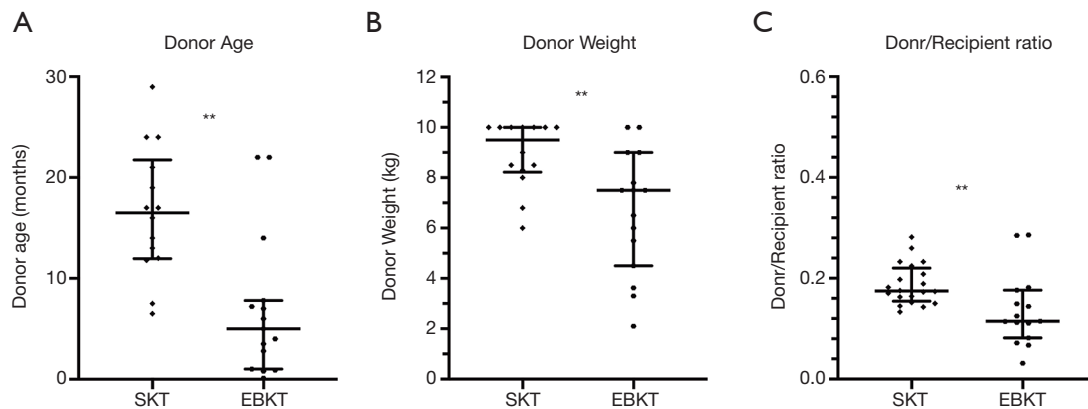 A
Donor Age
30
20
10
0
Donor age (months)
**
SKT
EBKT
B
Donor Weight
12
10
8
6
4
2
0
Donor Weight (kg)
**
SKT
EBKT
C
Donr/Recipient ratio
0.6
0.4
0.2
0.0
Donr/Recipient ratio
**
SKT
EBKT